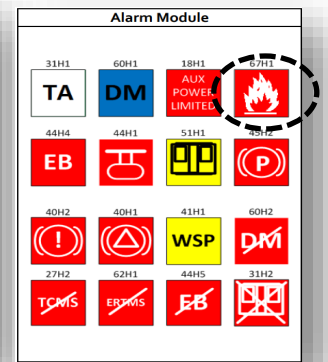 Alarm Module
31H1 60H1 18H1 67H1
TA DM AUX POWER LIMITED
44H4 44H1 51H1 45H2
EB (P)
40H2 40H1 41H1 60H2
(!) WSP DM
27H2 62H1 44H5 31H2
TCMS ERTMS EB